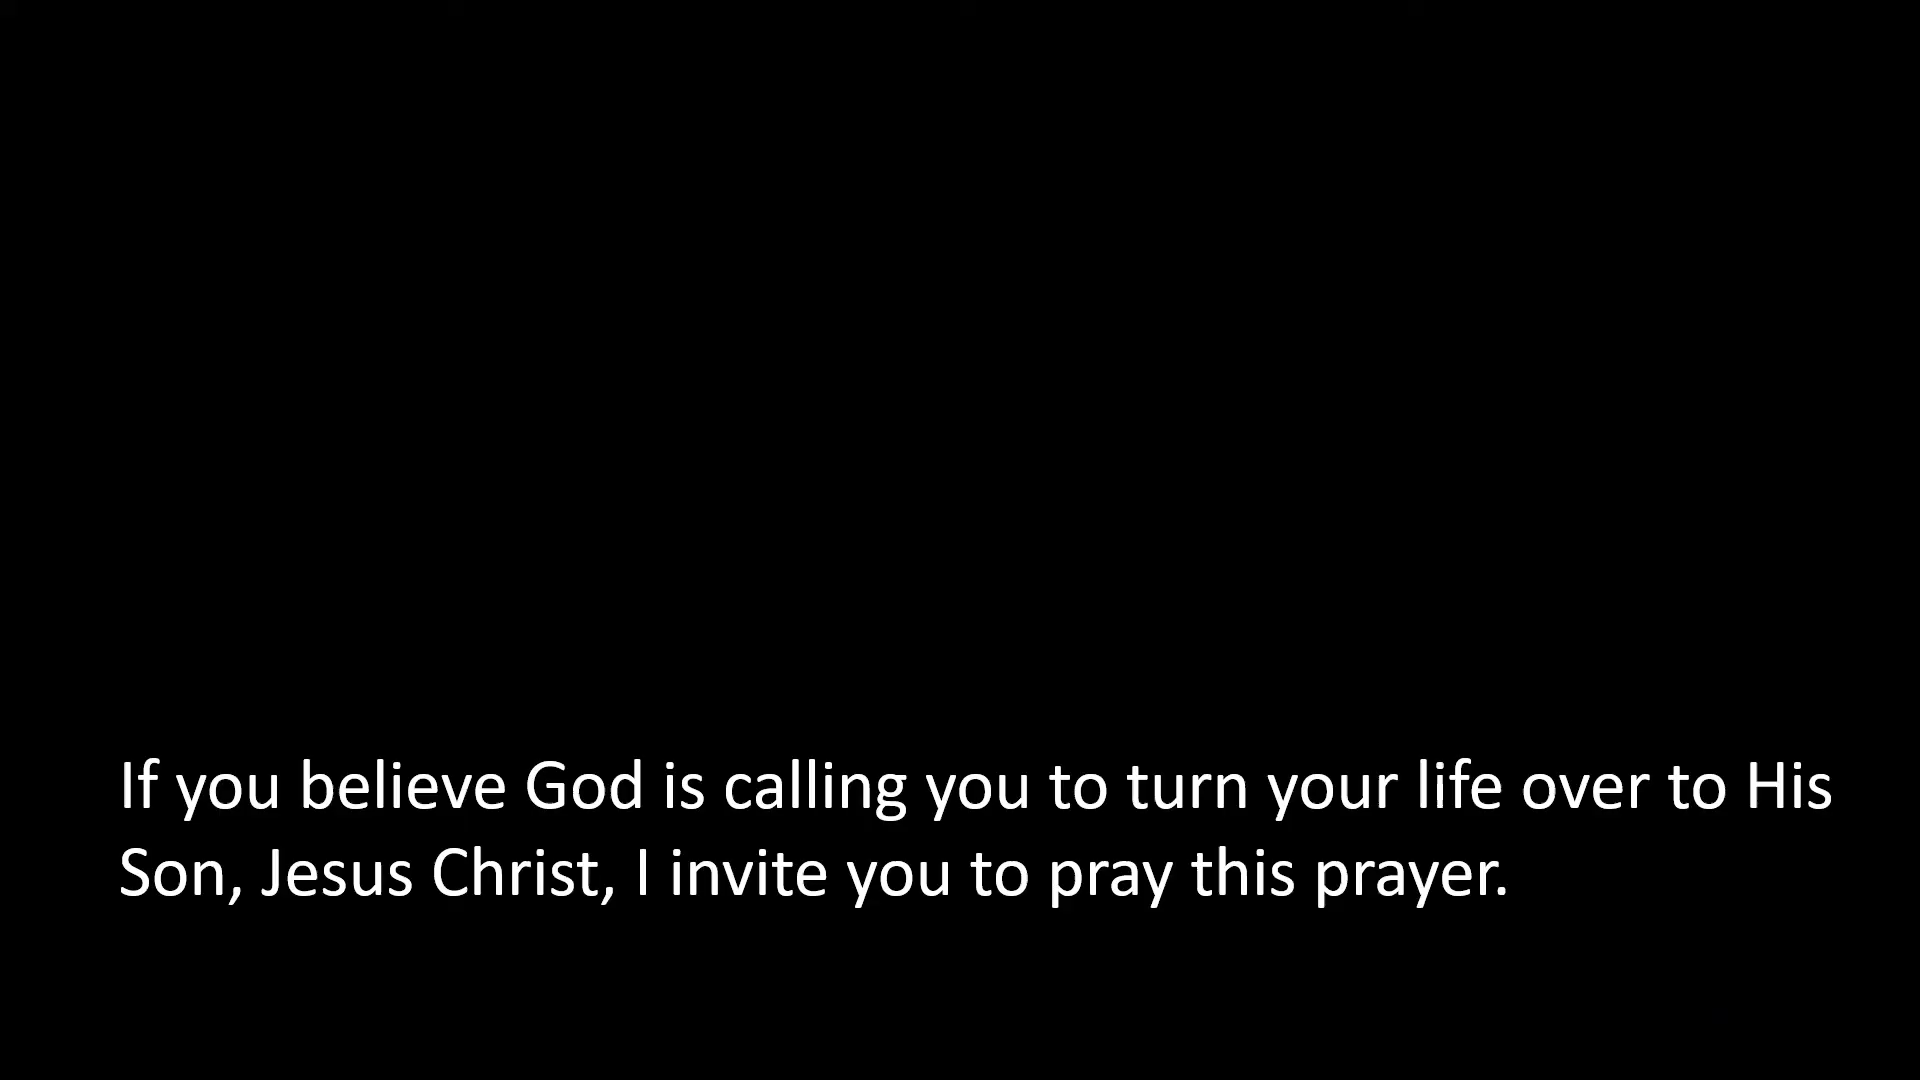 If you believe God is calling you to turn your life over to His
Son, Jesus Christ, I invite you to pray this prayer.